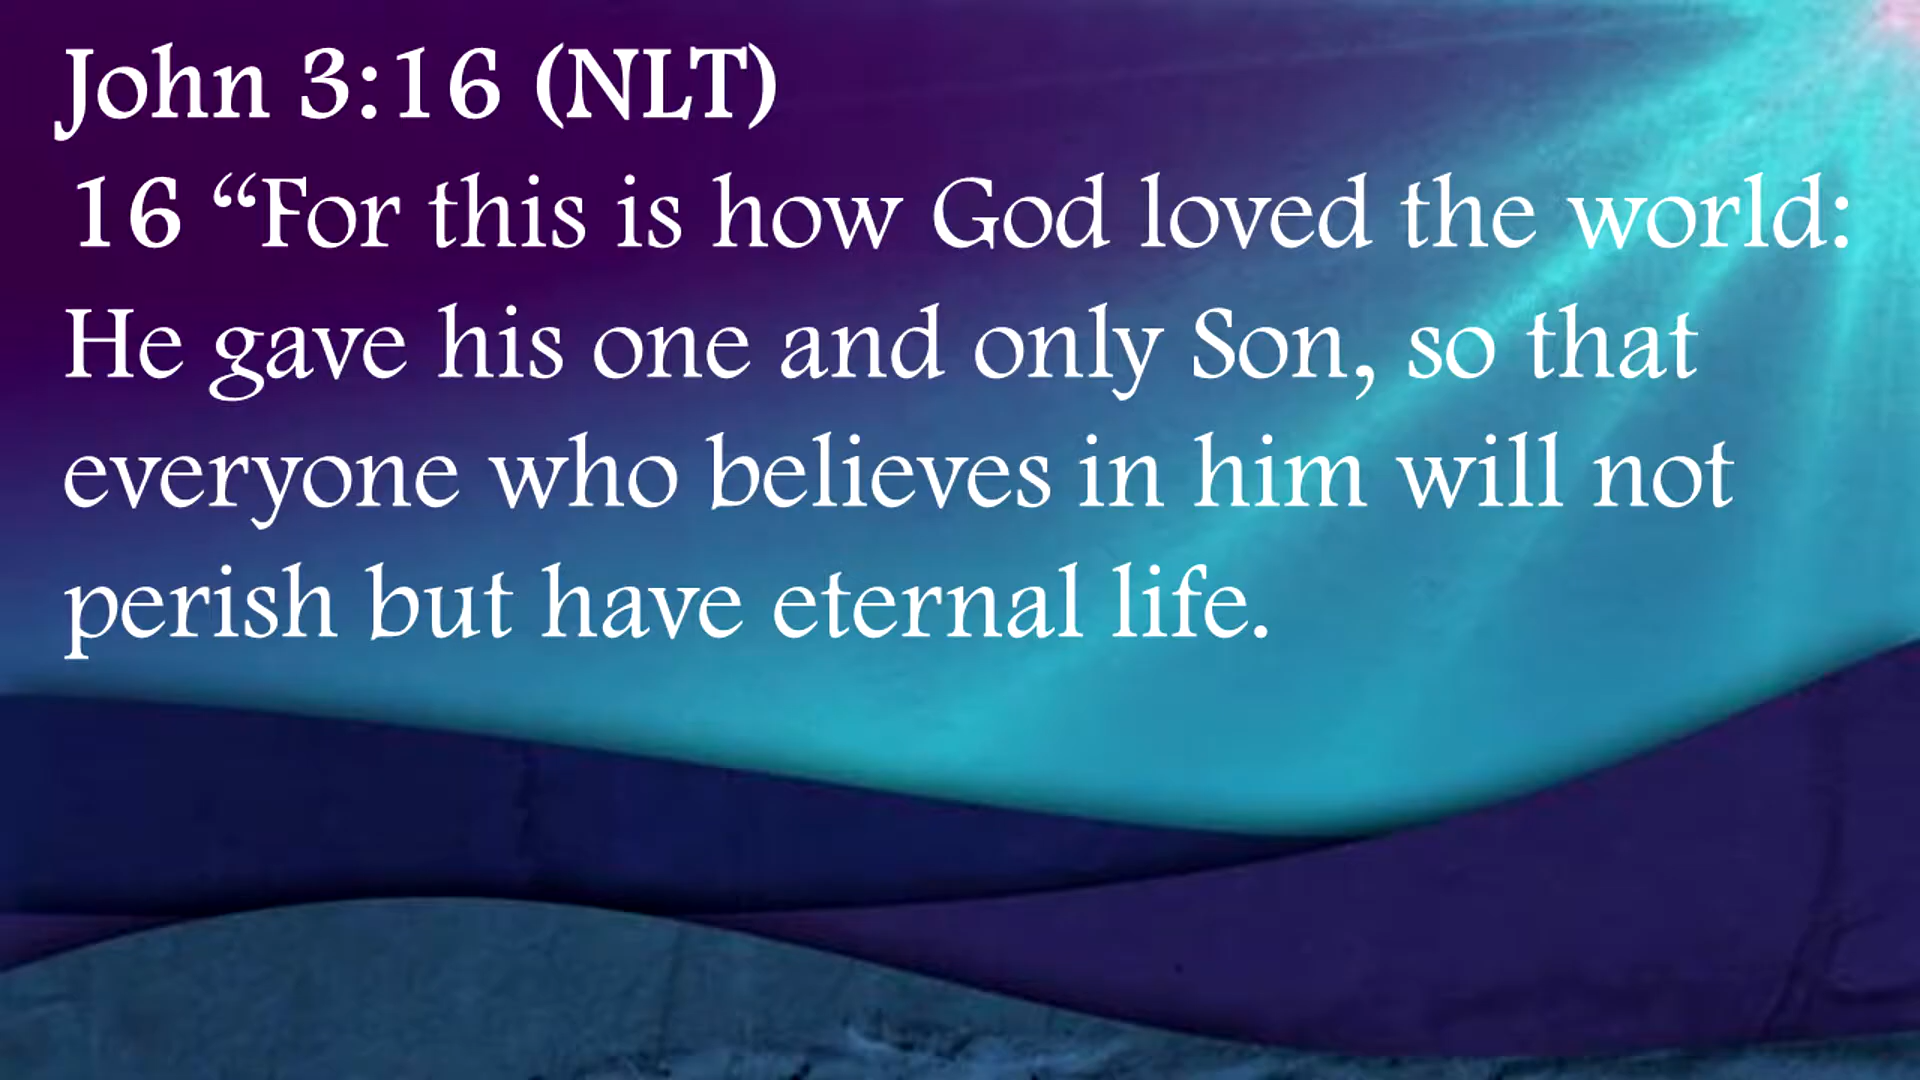 John 3:16 (NLT)
16 “For this is how God loved the world:
He gave his one and only Son, so that
everyone who believes in him will not
perish but have eternal life.